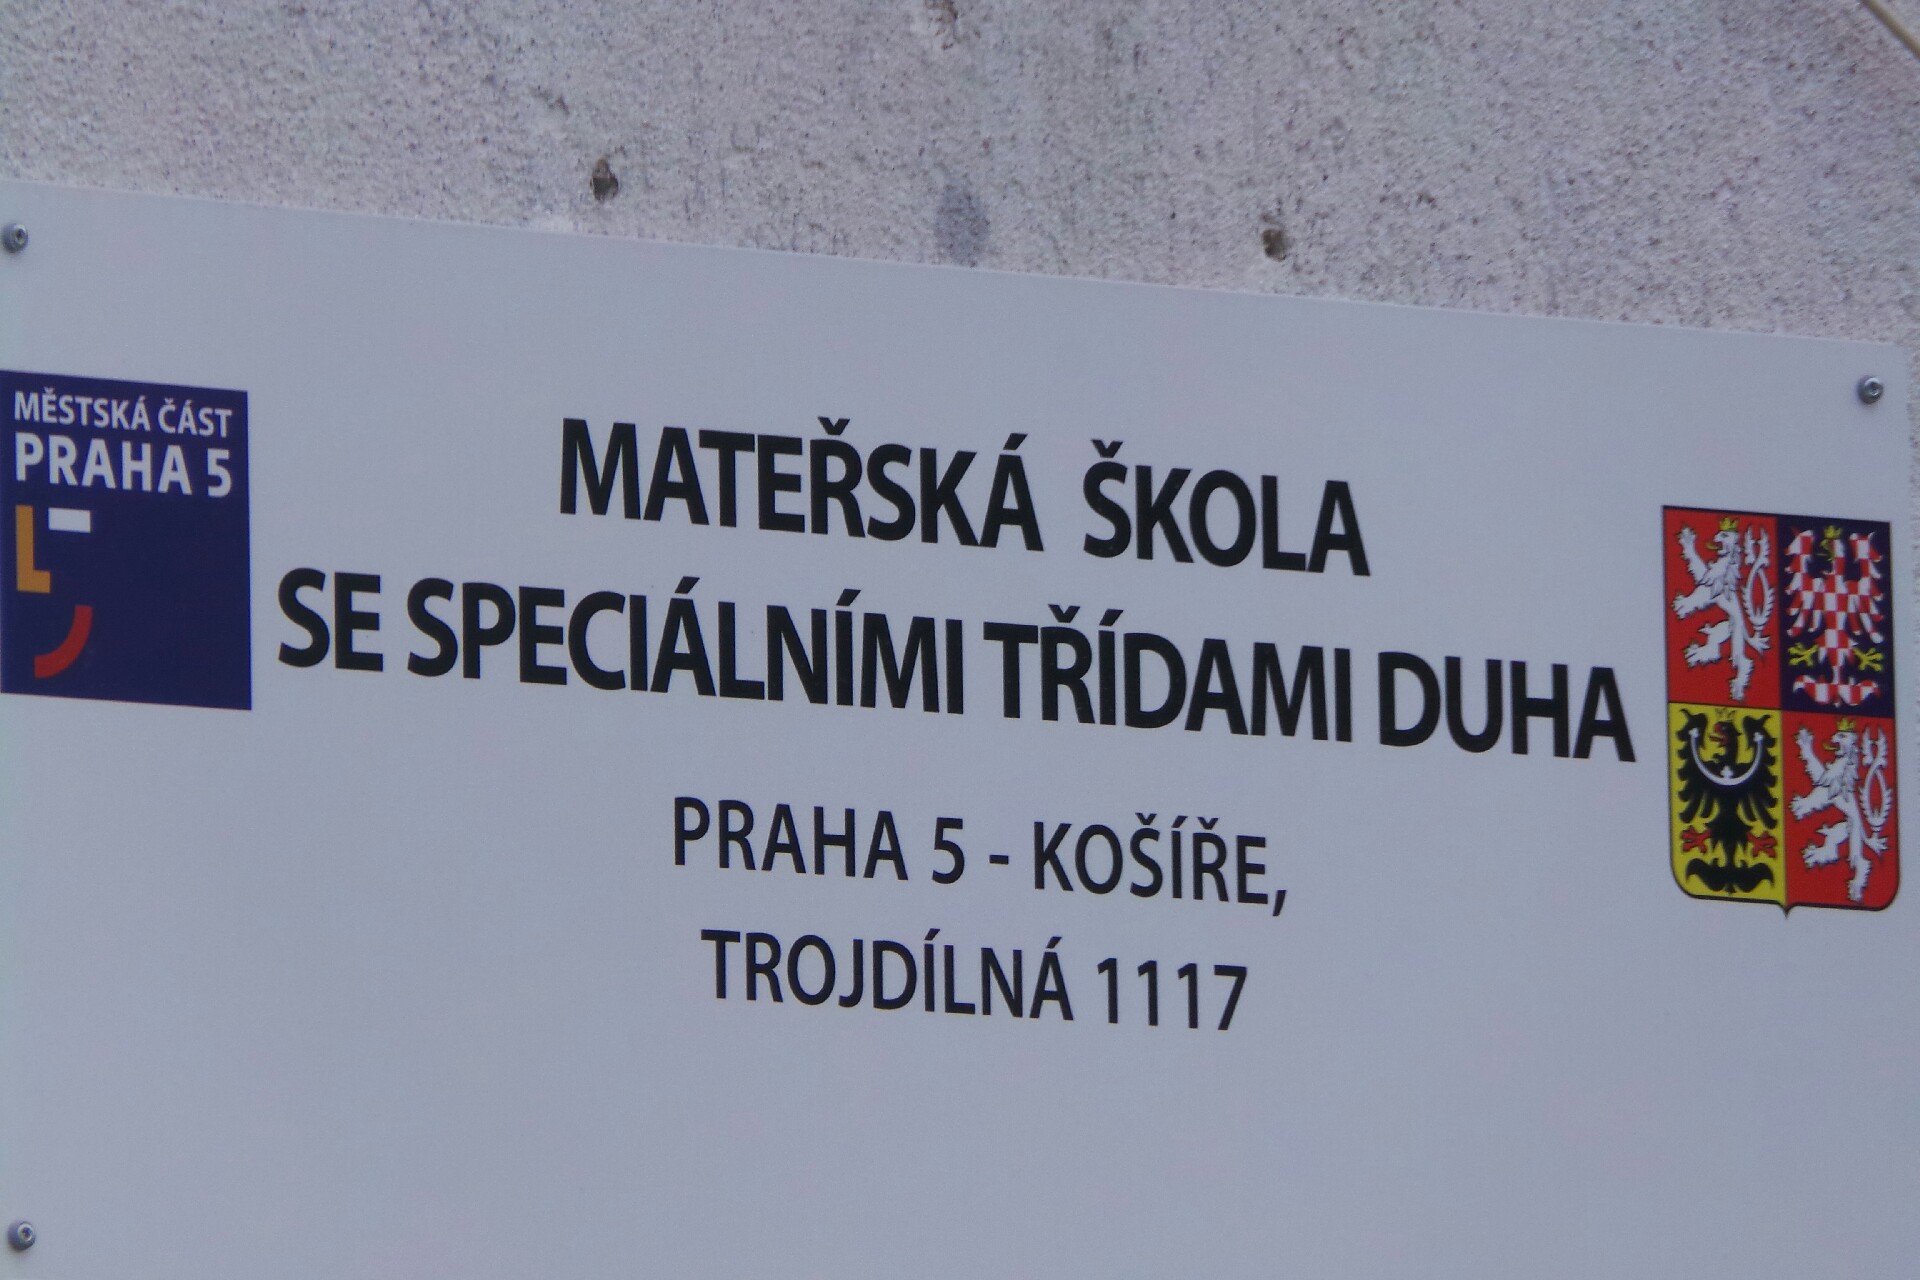 MĚSTSKÁ ČÁST
PRAHA 5
MATEŘSKÁ ŠKOLA
SE SPECIÁLNÍMI TŘÍDAMI DUHA
PRAHA 5 - KOŠÍŘE,
TROJDÍLNÁ 1117